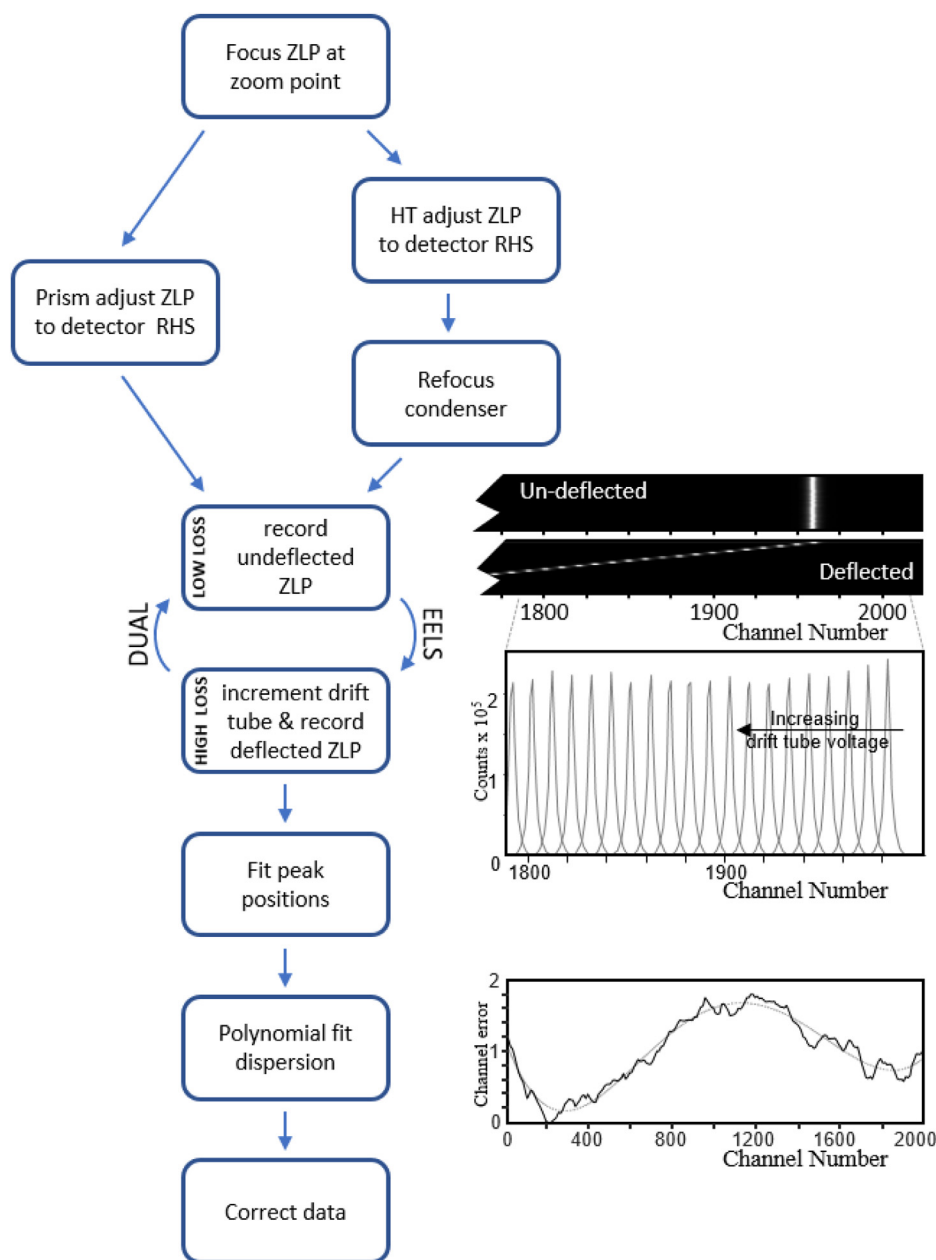 Focus ZLP at
zoom point
HT adjust ZLP
to detector RHS
Prism adjust ZLP
to detector RHS
Refocus
condenser
LOW LOSS
record
undeflected
ZLP
DUAL
EELS
HIGH LOSS
increment drift
tube & record
deflected ZLP
Fit peak
positions
Polynomial fit
dispersion
Correct data
Un-deflected
Deflected
1800 1900 2000
Channel Number
Counts x 10⁵
2
1
0
Increasing
drift tube voltage
1800 1900
Channel Number
Channel error
2
1
0
0 400 800 1200 1600 2000
Channel Number